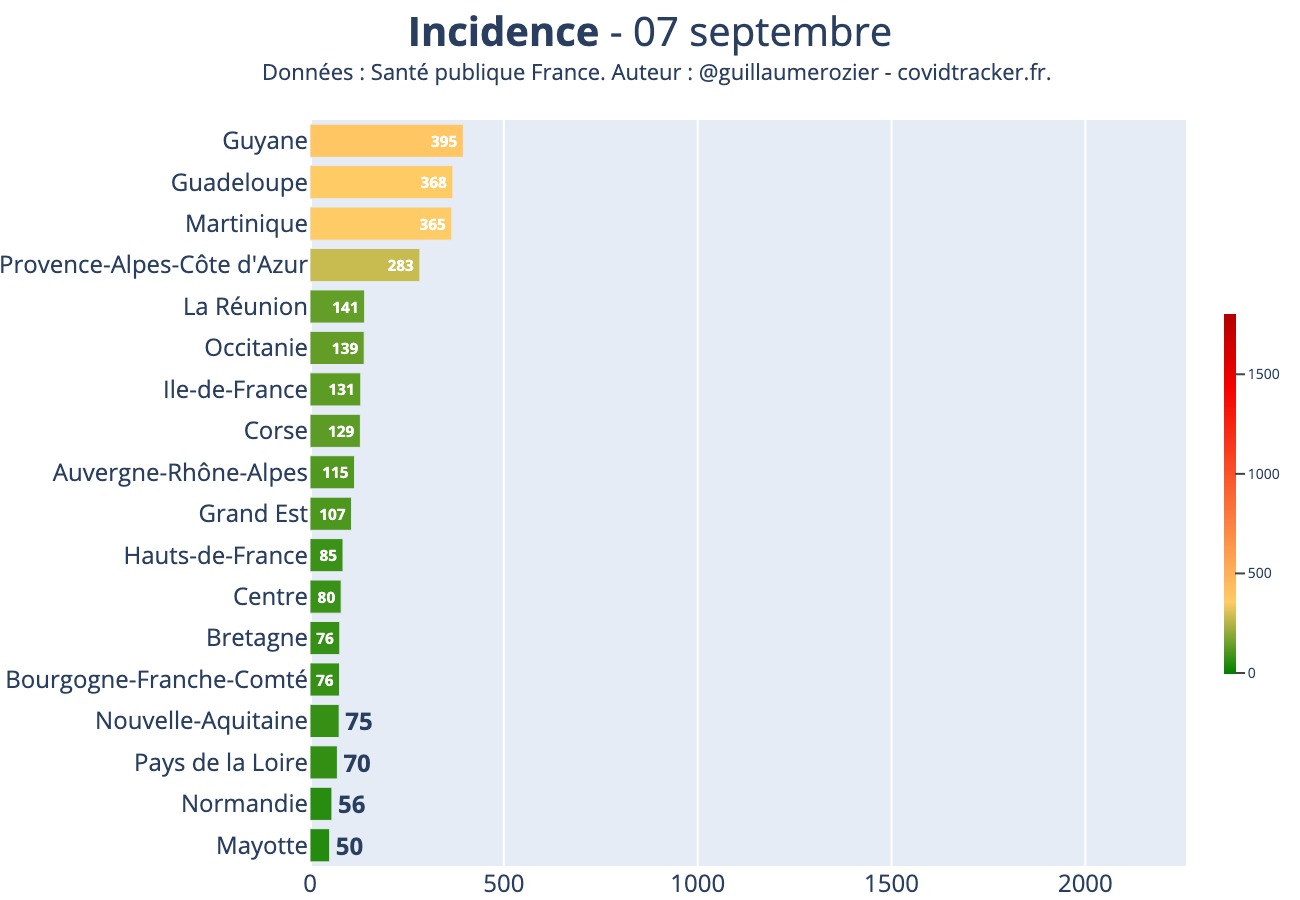 Incidence - 07 septembre
Données : Santé publique France. Auteur : @guillaumerozier - covidtracker.fr.
Guyane 395
Guadeloupe 368
Martinique 365
Provence-Alpes-Côte d'Azur 283
La Réunion 141
Occitanie 139
Ile-de-France 131
Corse 129
Auvergne-Rhône-Alpes 115
Grand Est 107
Hauts-de-France 85
Centre 80
Bretagne 76
Bourgogne-Franche-Comté 76
Nouvelle-Aquitaine 75
Pays de la Loire 70
Normandie 56
Mayotte 50
0 500 1000 1500 2000
1500
1000
500
0